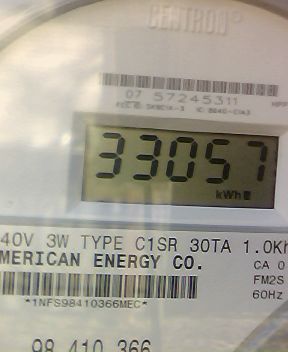 CENTRON®
07 57245311
33057
kWh
40V 3W TYPE C1SR 30TA 1.0Kh
MERICAN ENERGY CO.
CA 0
FM2S
60Hz
*1NFS98410366MEC*
98 410 366